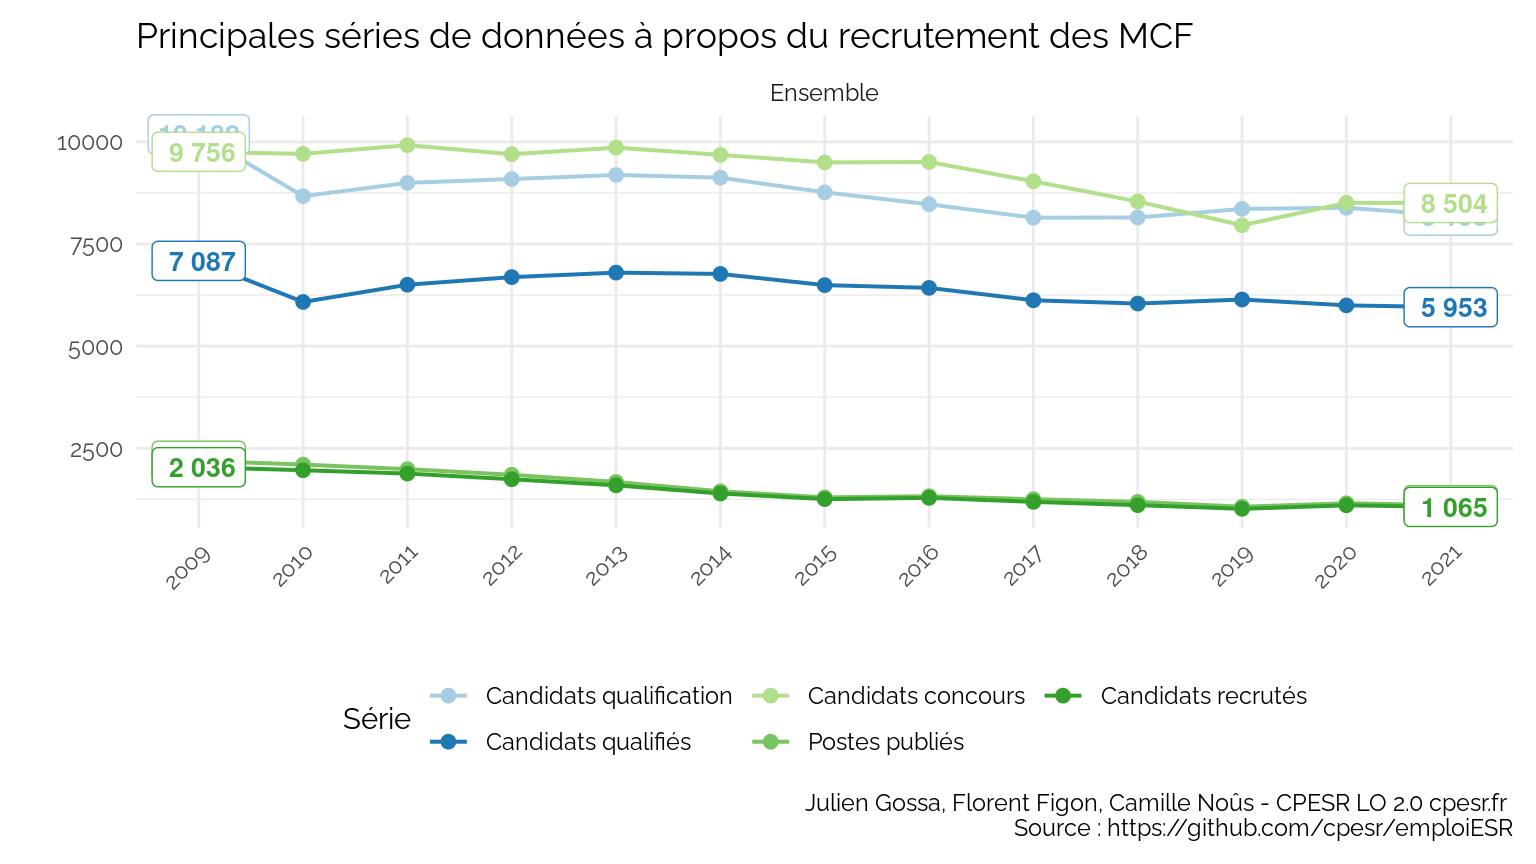 Principales séries de données à propos du recrutement des MCF
Ensemble
10000
7500
5000
2500
9 756
7 087
2 036
8 504
5 953
1 065
2009
2010
2011
2012
2013
2014
2015
2016
2017
2018
2019
2020
2021
Série
Candidats qualification
Candidats concours
Candidats recrutés
Candidats qualifiés
Postes publiés
Julien Gossa, Florent Figon, Camille Noûs - CPESR LO 2.0 cpesr.fr
Source : https://github.com/cpesr/emploiESR